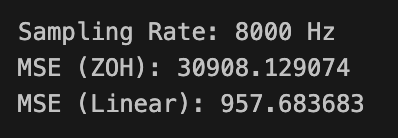 Sampling Rate: 8000 Hz
MSE (ZOH): 30908.129074
MSE (Linear): 957.683683